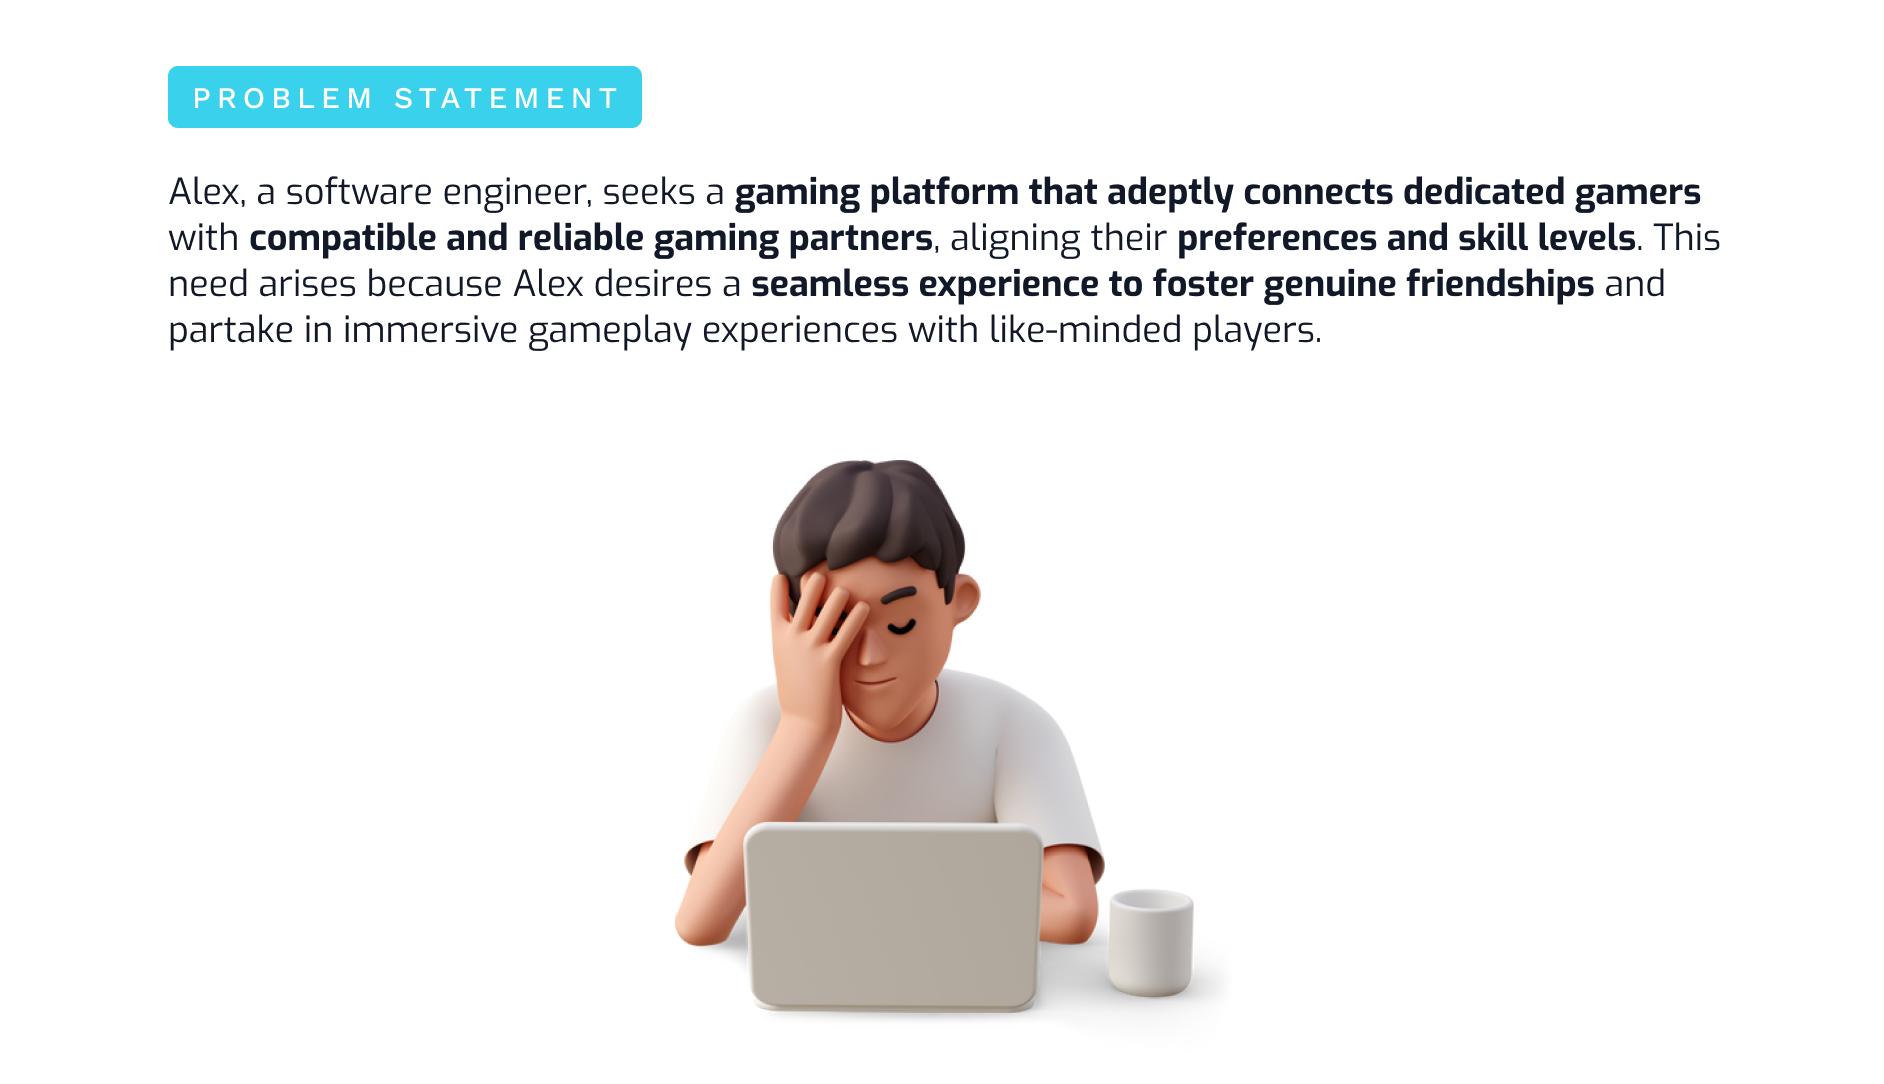 PROBLEM STATEMENT
Alex, a software engineer, seeks a gaming platform that adeptly connects dedicated gamers
with compatible and reliable gaming partners, aligning their preferences and skill levels. This
need arises because Alex desires a seamless experience to foster genuine friendships and
partake in immersive gameplay experiences with like-minded players.